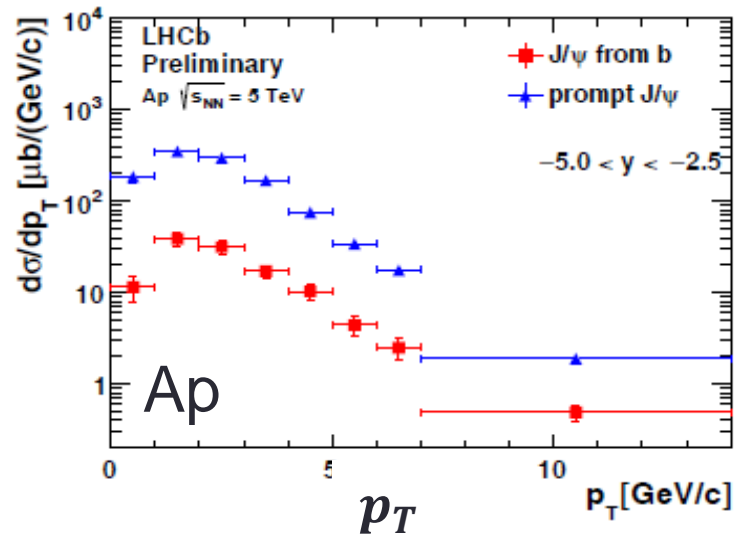 LHCb
Preliminary
Ap √sNN = 5 TeV
J/ψ from b
prompt J/ψ
−5.0 < y < −2.5
dσ/dpT [μb/(GeV/c)]
10⁴
10³
10²
10
1
Ap
0
5
10
pT
pT[GeV/c]